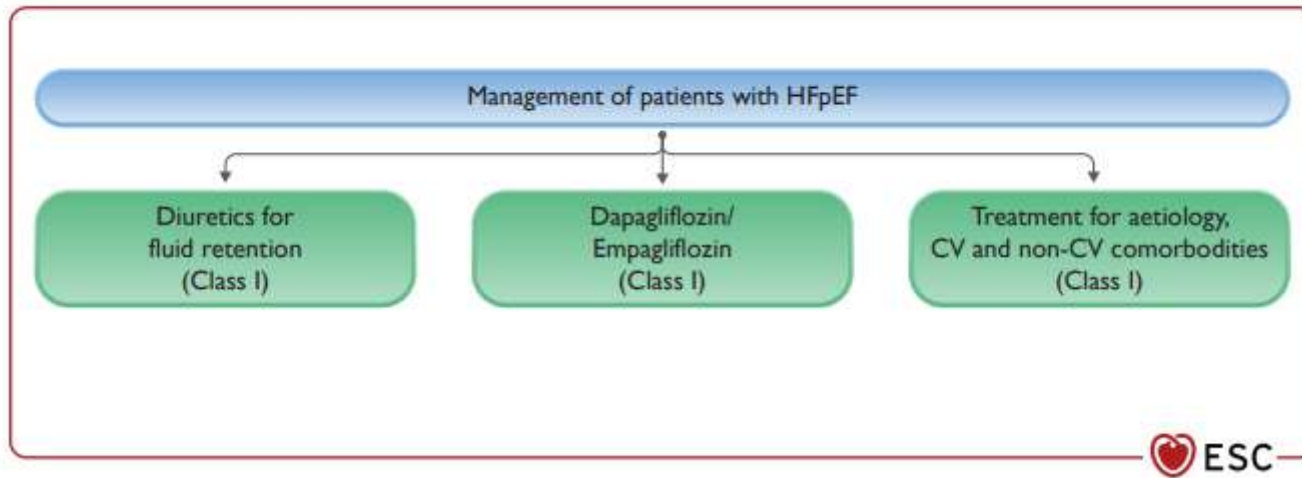 Management of patients with HFpEF
Diuretics for
fluid retention
(Class I)
Dapagliflozin/
Empagliflozin
(Class I)
Treatment for aetiology,
CV and non-CV comorbodities
(Class I)
ESC